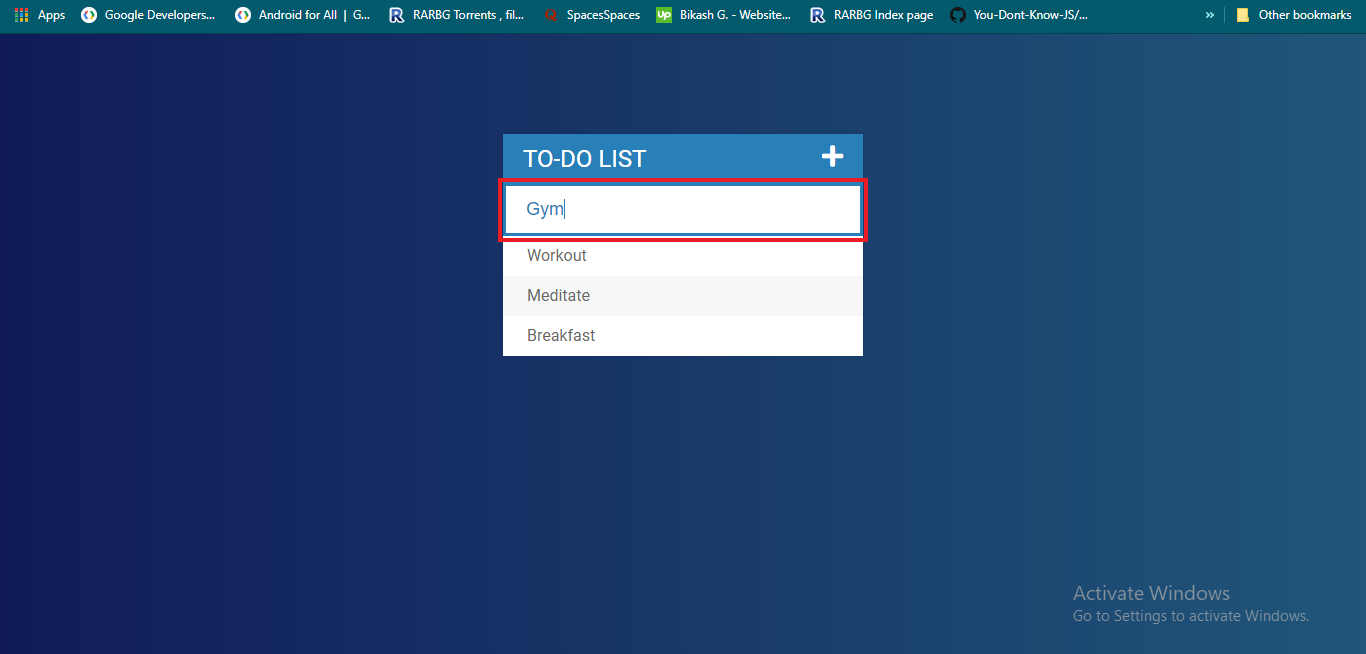 Apps Google Developers... Android for All | G... RARBG Torrents , fil... SpacesSpaces Up Bikash G. - Website... RARBG Index page You-Dont-Know-JS/... » Other bookmarks
TO-DO LIST
Gym
Workout
Meditate
Breakfast
Activate Windows
Go to Settings to activate Windows.